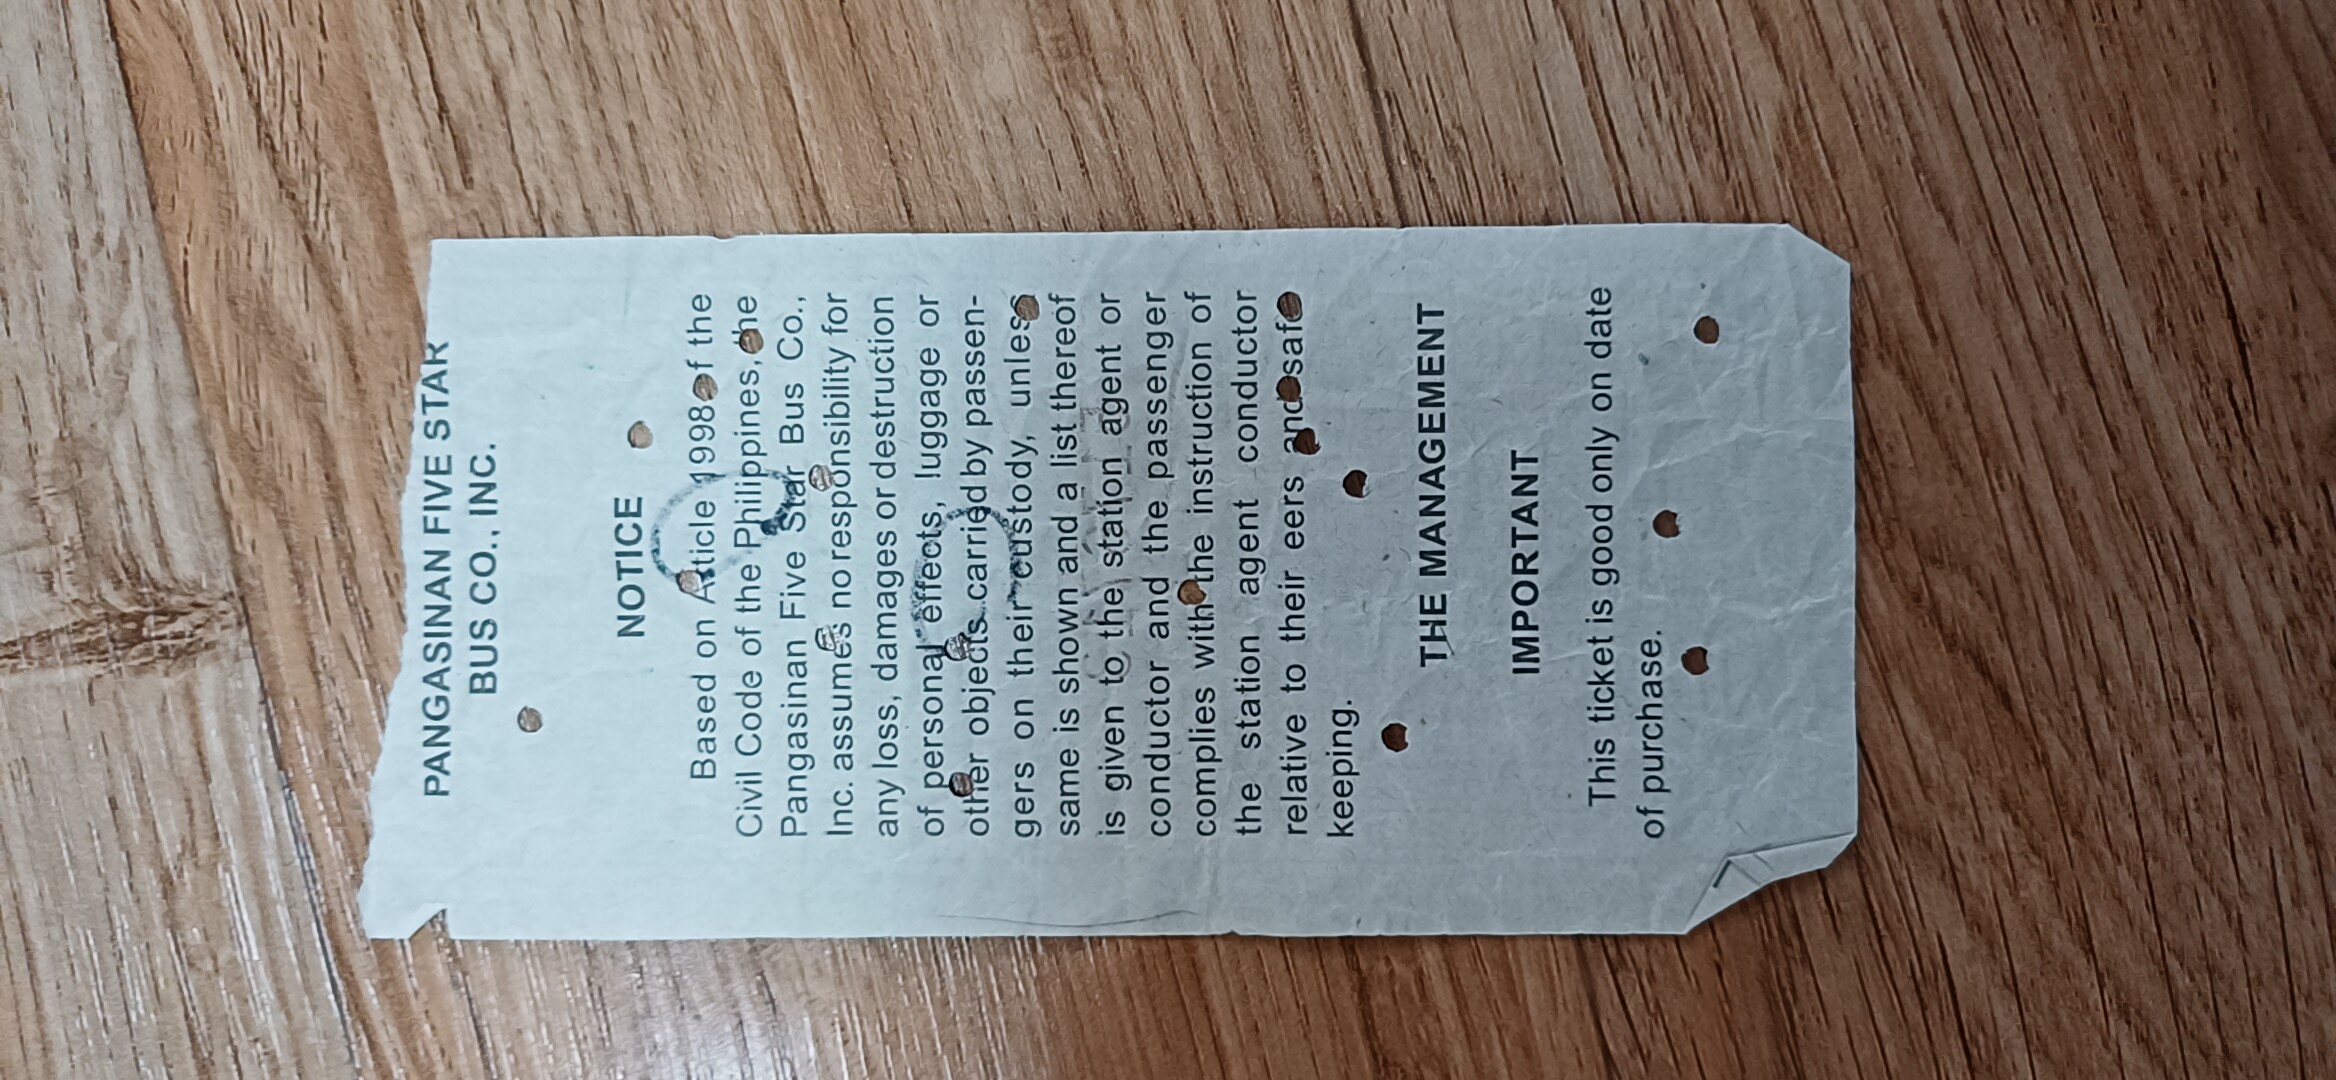 PANGASINAN FIVE STAR
BUS CO., INC.
NOTICE
Based on Article 1998 of the
Civil Code of the Philippines, the
Pangasinan Five Star Bus Co.,
Inc. assumes no responsibility for
any loss, damages or destruction
of personal effects, luggage or
other objects carried by passen-
gers on their custody, unless
same is shown and a list thereof
is given to the station agent or
conductor and the passenger
complies with the instruction of
the station agent conductor
relative to their eers and safe
keeping.
THE MANAGEMENT
IMPORTANT
This ticket is good only on date
of purchase.